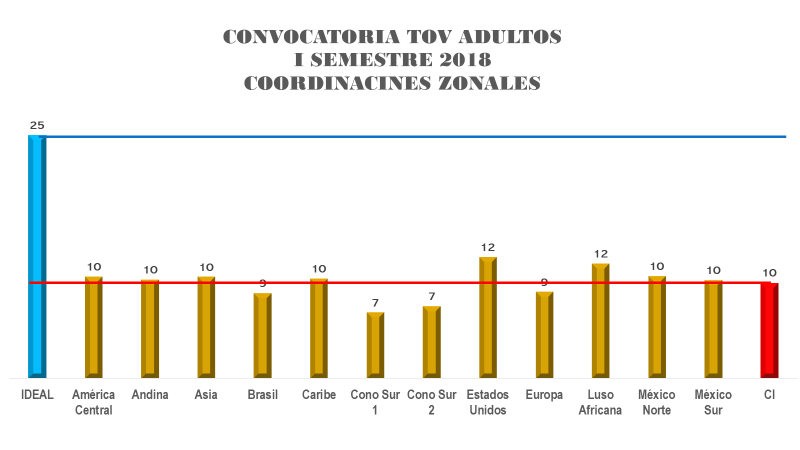 CONVOCATORIA TOV ADULTOS
I SEMESTRE 2018
COORDINACINES ZONALES
25
10
10
10
9
10
7
7
12
9
12
10
10
10
IDEAL
América
Central
Andina
Asia
Brasil
Caribe
Cono Sur
1
Cono Sur
2
Estados
Unidos
Europa
Luso
Africana
México
Norte
México
Sur
CI